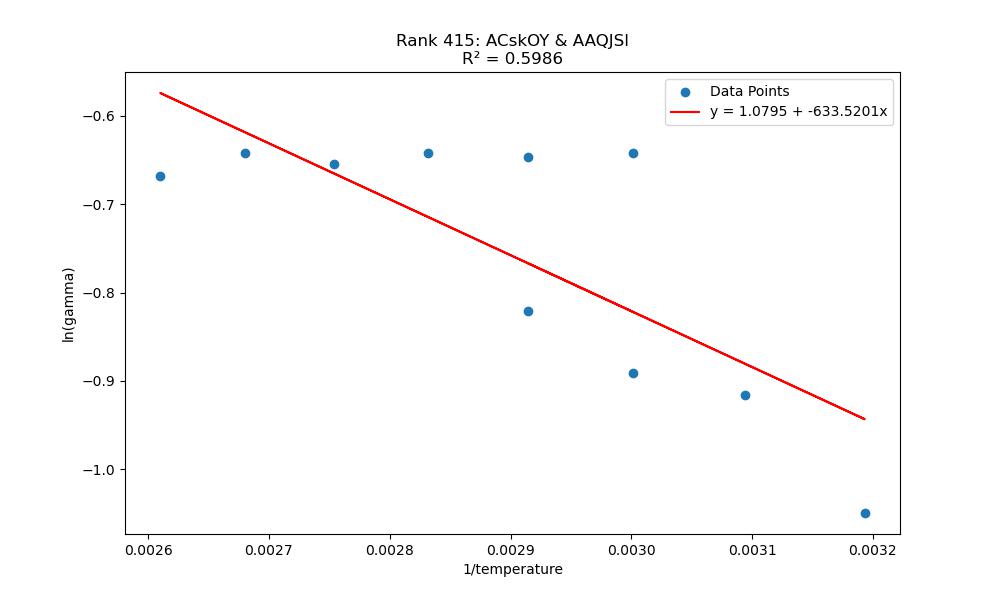 Rank 415: ACskOY & AAQJSI
R² = 0.5986
Data Points
y = 1.0795 + -633.5201x
ln(gamma)
−0.6
−0.7
−0.8
−0.9
−1.0
0.0026 0.0027 0.0028 0.0029 0.0030 0.0031 0.0032
1/temperature